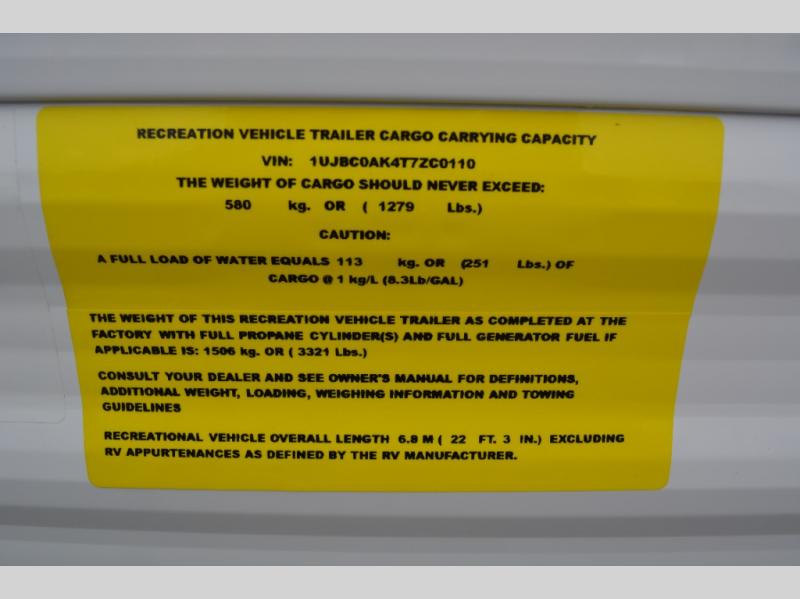 RECREATION VEHICLE TRAILER CARGO CARRYING CAPACITY
VIN: 1UJBC0AK4T7ZC0110
THE WEIGHT OF CARGO SHOULD NEVER EXCEED:
580 kg. OR ( 1279 Lbs.)
CAUTION:
A FULL LOAD OF WATER EQUALS 113 kg. OR (251 Lbs.) OF
CARGO @ 1 kg/L (8.3Lb/GAL)
THE WEIGHT OF THIS RECREATION VEHICLE TRAILER AS COMPLETED AT THE
FACTORY WITH FULL PROPANE CYLINDER(S) AND FULL GENERATOR FUEL IF
APPLICABLE IS: 1506 kg. OR ( 3321 Lbs.)
CONSULT YOUR DEALER AND SEE OWNER'S MANUAL FOR DEFINITIONS,
ADDITIONAL WEIGHT, LOADING, WEIGHING INFORMATION AND TOWING
GUIDELINES
RECREATIONAL VEHICLE OVERALL LENGTH 6.8 M ( 22 FT. 3 IN.) EXCLUDING
RV APPURTENANCES AS DEFINED BY THE RV MANUFACTURER.